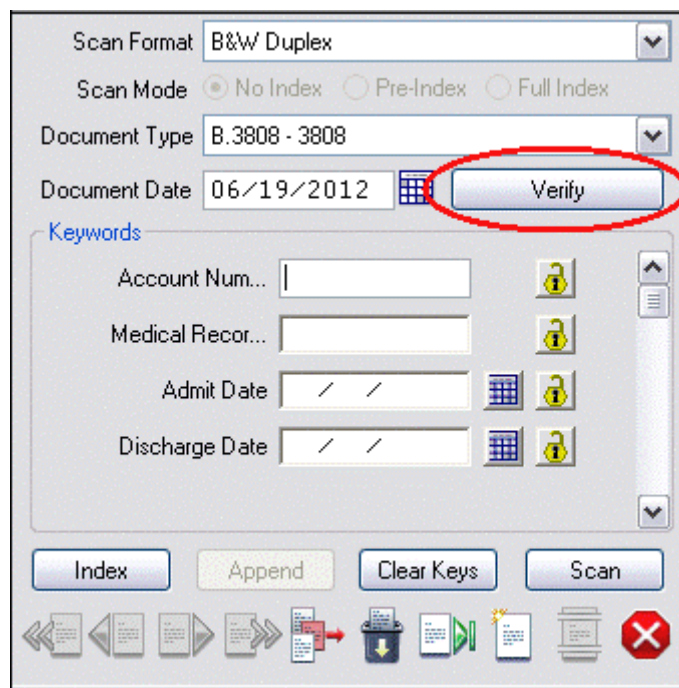 Scan Format B&W Duplex
Scan Mode No Index Pre-Index Full Index
Document Type B.3808 - 3808
Document Date 06/19/2012 Verify
Keywords
Account Num...
Medical Recor...
Admit Date / /
Discharge Date / /
Index Append Clear Keys Scan